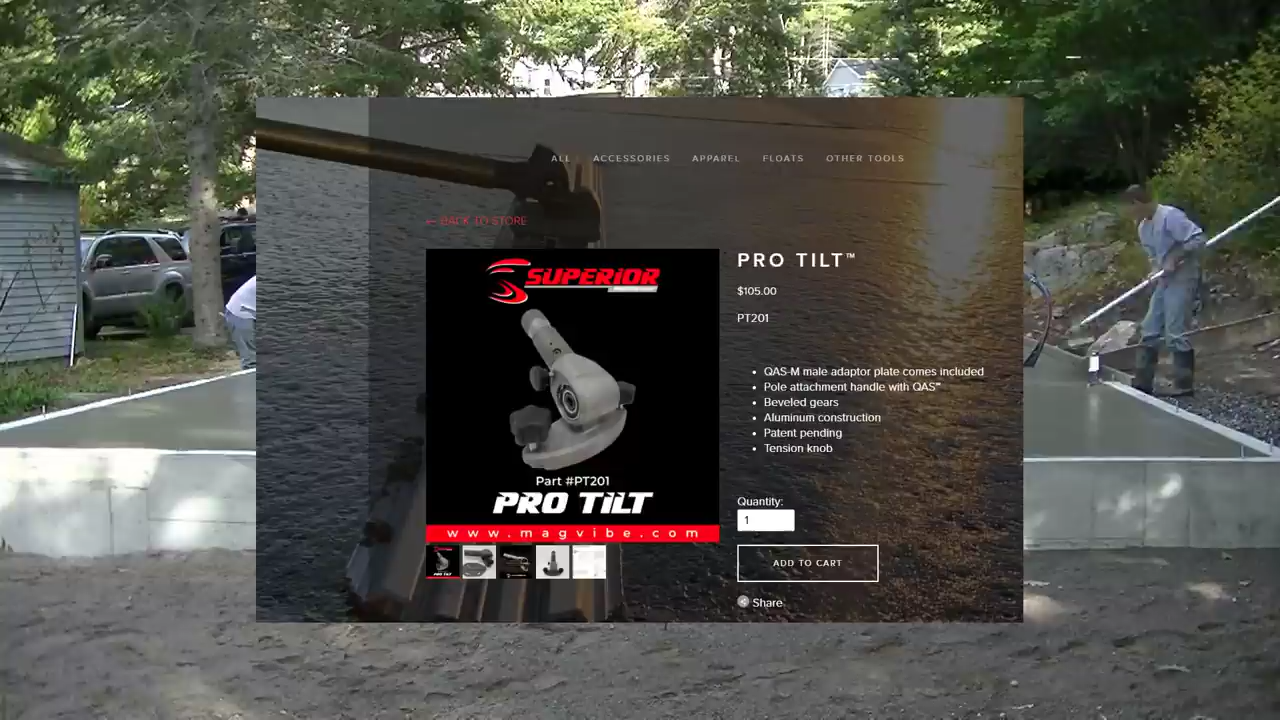 ALL ACCESSORIES APPAREL FLOATS OTHER TOOLS
← BACK TO STORE
SUPERIOR
Part #PT201
PRO TILT
www.magvibe.com
PRO TILT™
$105.00
PT201
• QAS-M male adaptor plate comes included
• Pole attachment handle with QAS℠
• Beveled gears
• Aluminum construction
• Patent pending
• Tension knob
Quantity:
1
ADD TO CART
Share